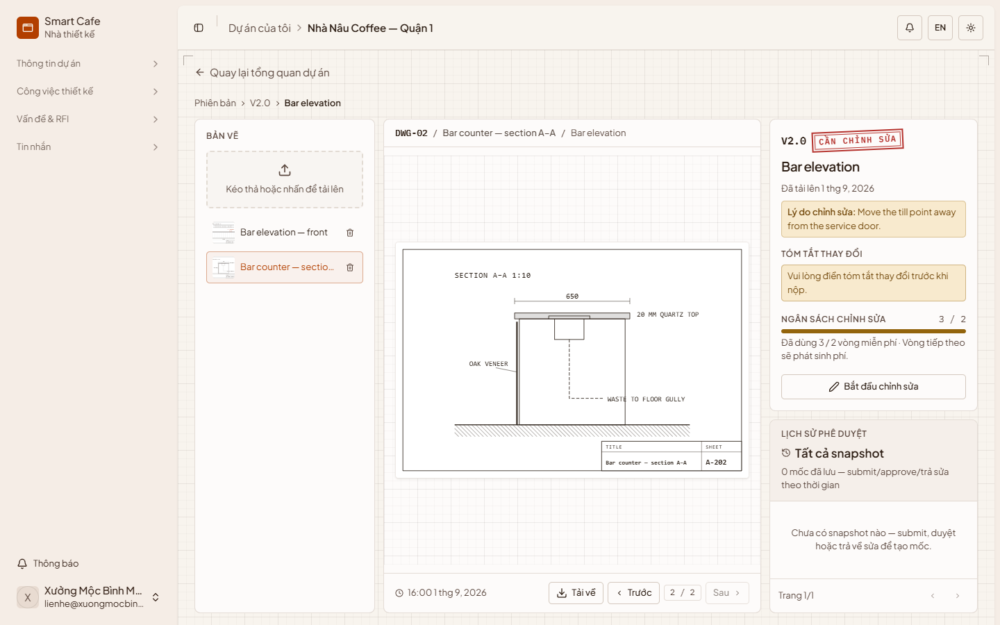 Smart Cafe
Nhà thiết kế
Thông tin dự án
Công việc thiết kế
Vấn đề & RFI
Tin nhắn
Thông báo
X
Xưởng Mộc Bình M...
lienhe@xuongmocbin...
Dự án của tôi
Nhà Nâu Coffee — Quận 1
EN
Quay lại tổng quan dự án
Phiên bản
V2.0
Bar elevation
BẢN VẼ
Kéo thả hoặc nhấn để tải lên
Bar elevation — front
Bar counter — sectio...
DWG-02 / Bar counter — section A–A / Bar elevation
SECTION A–A 1:10
650
20 MM QUARTZ TOP
OAK VENEER
WASTE TO FLOOR GULLY
TITLE
SHEET
Bar counter — section A–A
A-202
16:00 1 thg 9, 2026
Tải về
Trước
2 / 2
Sau
V2.0
CẦN CHỈNH SỬA
Bar elevation
Đã tải lên 1 thg 9, 2026
Lý do chỉnh sửa: Move the till point away
from the service door.
TÓM TẮT THAY ĐỔI
Vui lòng điền tóm tắt thay đổi trước khi
nộp.
NGÂN SÁCH CHỈNH SỬA
3 / 2
Đã dùng 3 / 2 vòng miễn phí · Vòng tiếp theo
sẽ phát sinh phí.
Bắt đầu chỉnh sửa
LỊCH SỬ PHÊ DUYỆT
Tất cả snapshot
0 mốc đã lưu — submit/approve/trả sửa
theo thời gian
Chưa có snapshot nào — submit, duyệt
hoặc trả về sửa để tạo mốc.
Trang 1/1